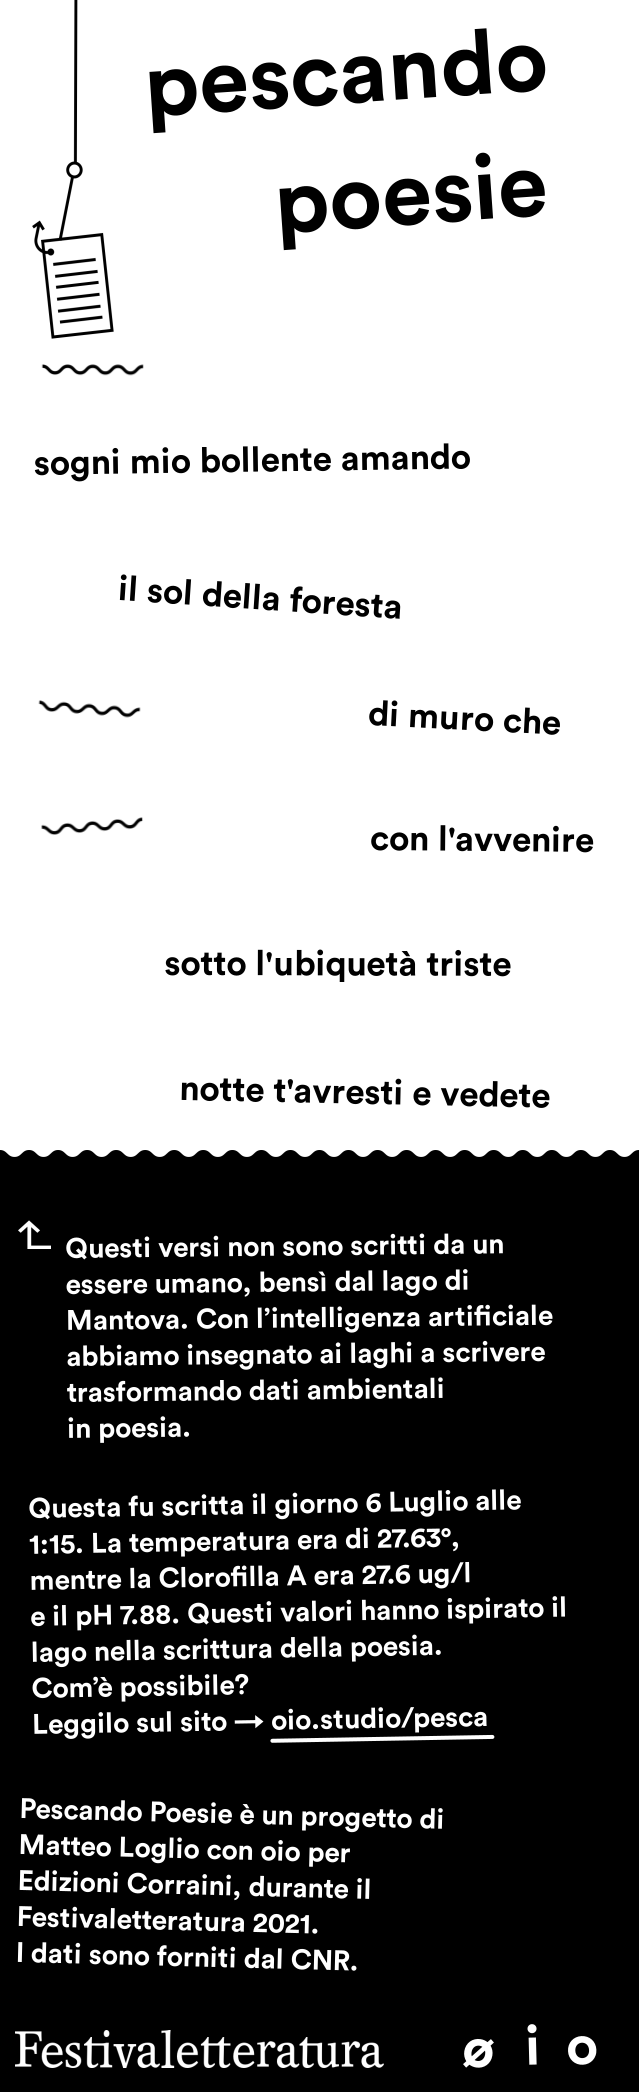 pescando
poesie
sogni mio bollente amando
il sol della foresta
di muro che
con l'avvenire
sotto l'ubiquetà triste
notte t'avresti e vedete
Questi versi non sono scritti da un
essere umano, bensì dal lago di
Mantova. Con l’intelligenza artificiale
abbiamo insegnato ai laghi a scrivere
trasformando dati ambientali
in poesia.
Questa fu scritta il giorno 6 Luglio alle
1:15. La temperatura era di 27.63°,
mentre la Clorofilla A era 27.6 ug/l
e il pH 7.88. Questi valori hanno ispirato il
lago nella scrittura della poesia.
Com’è possibile?
Leggilo sul sito → oio.studio/pesca
Pescando Poesie è un progetto di
Matteo Loglio con oio per
Edizioni Corraini, durante il
Festivaletteratura 2021.
I dati sono forniti dal CNR.
Festivaletteratura ø i o